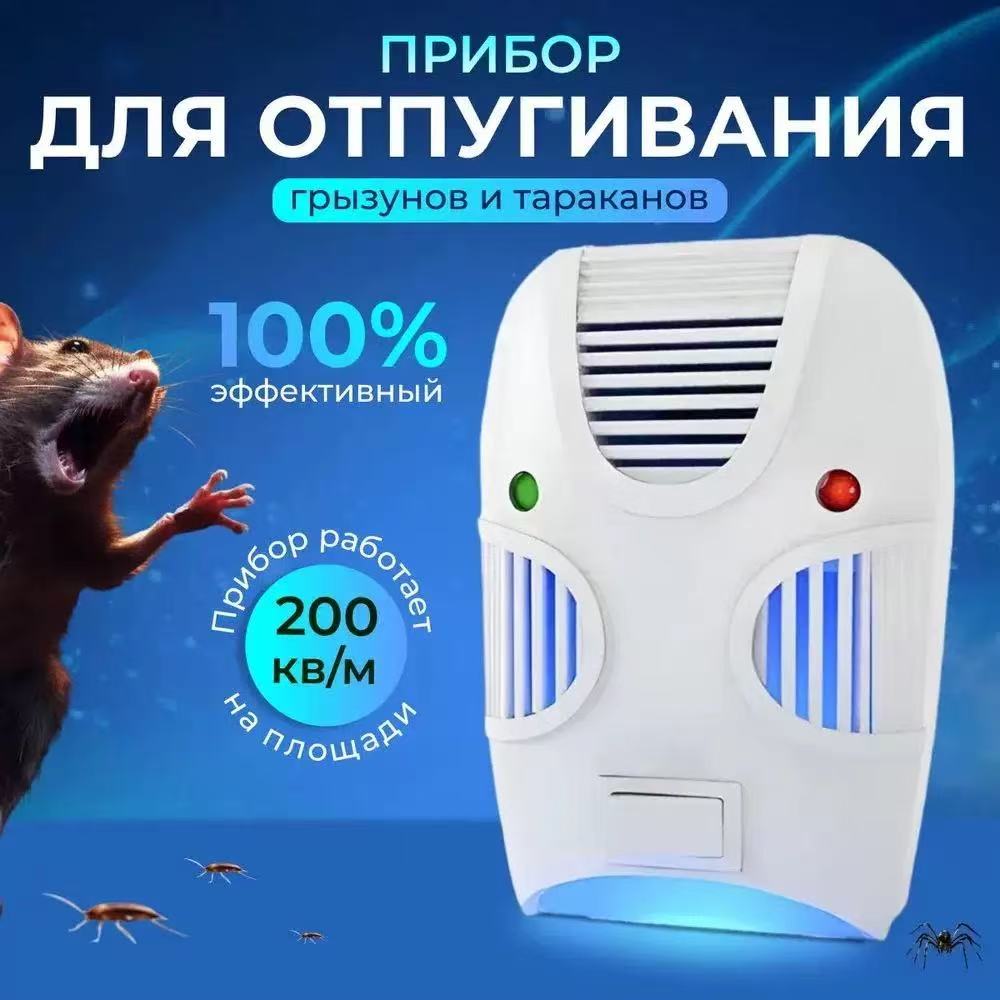 ПРИБОР
ДЛЯ ОТПУГИВАНИЯ
грызунов и тараканов
100%
эффективный
Прибор работает
200
кв/м
на площади